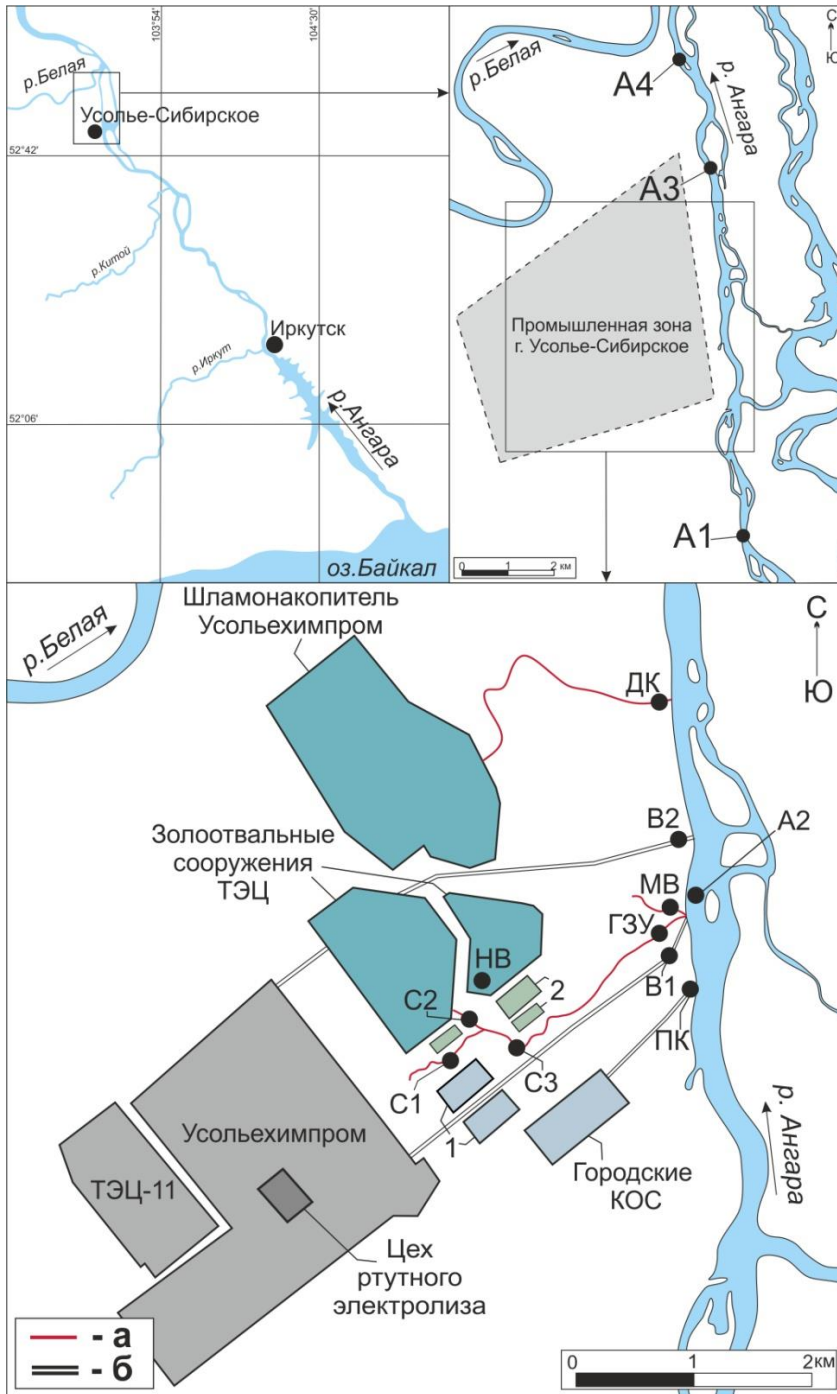 103°54'
104°30'
р.Белая
Усолье-Сибирское
52°42'
р.Китой
Иркутск
р.Иркут
р.Ангара
52°06'
оз.Байкал
С
Ю
р.Белая
А4
р. Ангара
А3
Промышленная зона
г. Усолье-Сибирское
А1
0 1 2 км
Шламонакопитель
Усольехимпром
р.Белая
С
Ю
ДК
Золоотвальные
сооружения
ТЭЦ
В2
А2
МВ
ГЗУ
НВ
В1
2
С2
ПК
С3
С1
1
Усольехимпром
Городские
КОС
р. Ангара
ТЭЦ-11
Цех
ртутного
электролиза
- а
- б
0 1 2км